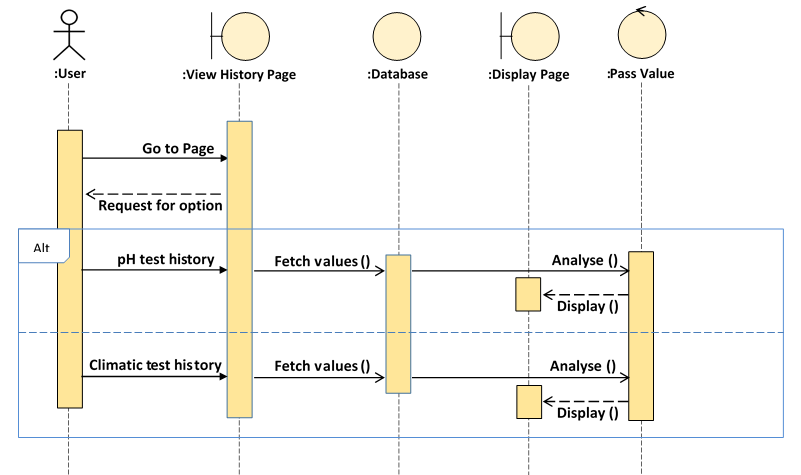 :User
:View History Page
:Database
:Display Page
:Pass Value
Go to Page
Request for option
Alt
pH test history
Fetch values ()
Analyse ()
Display ()
Climatic test history
Fetch values ()
Analyse ()
Display ()